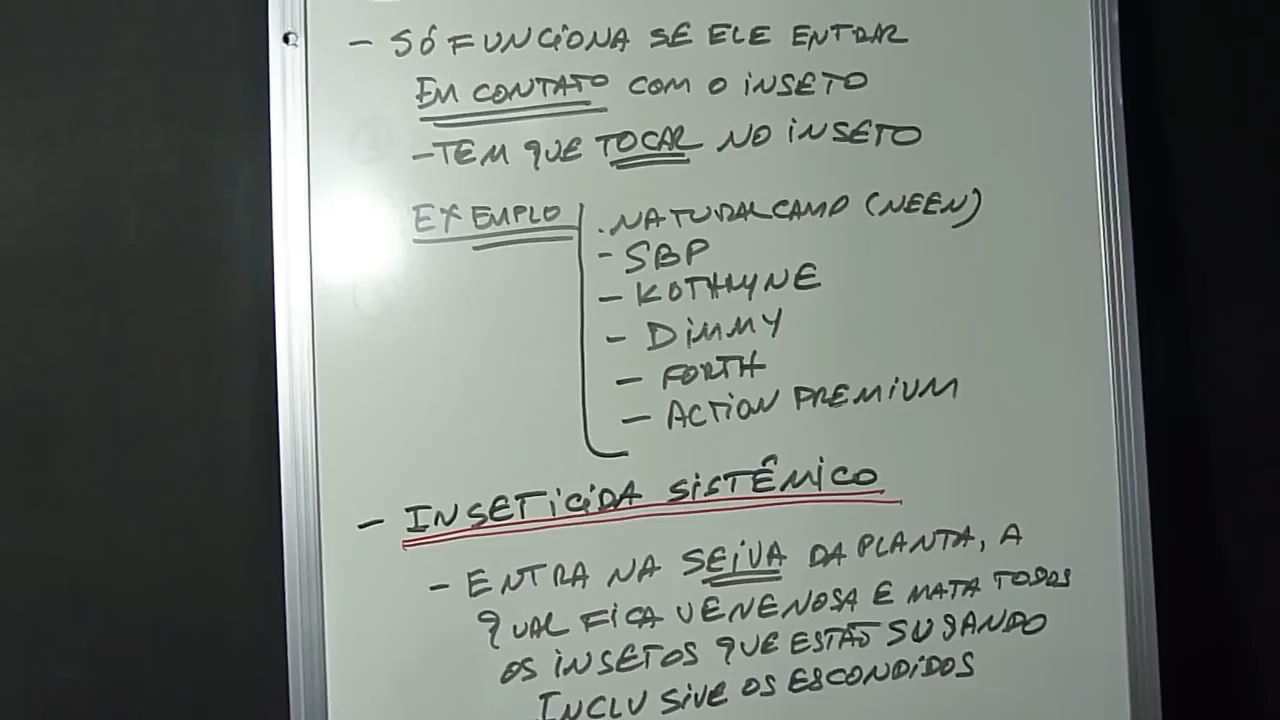 - SÓ FUNCIONA SE ELE ENTRAR
EM CONTATO COM O INSETO
- TEM QUE TOCAR NO INSETO
EXEMPLO
. NATURALCAMP (NEEN)
- SBP
- KOTHRYNE
- DIMMY
- FORTH
- ACTION PREMIUM
- INSETICIDA SISTÊMICO
- ENTRA NA SEIVA DA PLANTA, A
QUAL FICA VENENOSA E MATA TODOS
OS INSETOS QUE ESTÃO SUGANDO
INCLUSIVE OS ESCONDIDOS